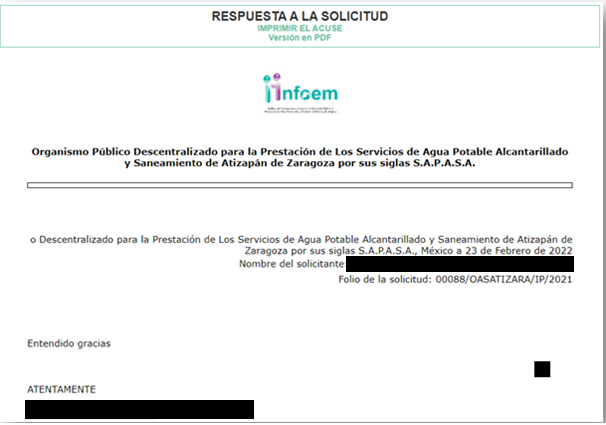 RESPUESTA A LA SOLICITUD
IMPRIMIR EL ACUSE
Versión en PDF
infoem
Organismo Público Descentralizado para la Prestación de Los Servicios de Agua Potable Alcantarillado
y Saneamiento de Atizapán de Zaragoza por sus siglas S.A.P.A.S.A.
o Descentralizado para la Prestación de Los Servicios de Agua Potable Alcantarillado y Saneamiento de Atizapán de
Zaragoza por sus siglas S.A.P.A.S.A., México a 23 de Febrero de 2022
Nombre del solicitante:
Folio de la solicitud: 00088/OASATIZARA/IP/2021
Entendido gracias
ATENTAMENTE